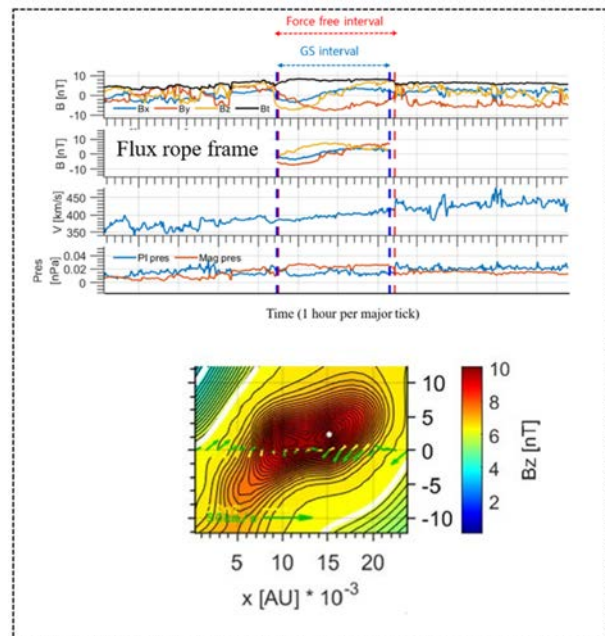 Force free interval
GS interval
B [nT]
10
0
-10
Bx By Bz Bt
B [nT]
10
0
-10
Flux rope frame
V [km/s]
450
400
350
Pres
[nPa]
0.04
0.02
0
Pl pres Mag pres
Time (1 hour per major tick)
10
5
0
-5
-10
5 10 15 20
x [AU] * 10-3
10
8
6
4
2
Bz [nT]